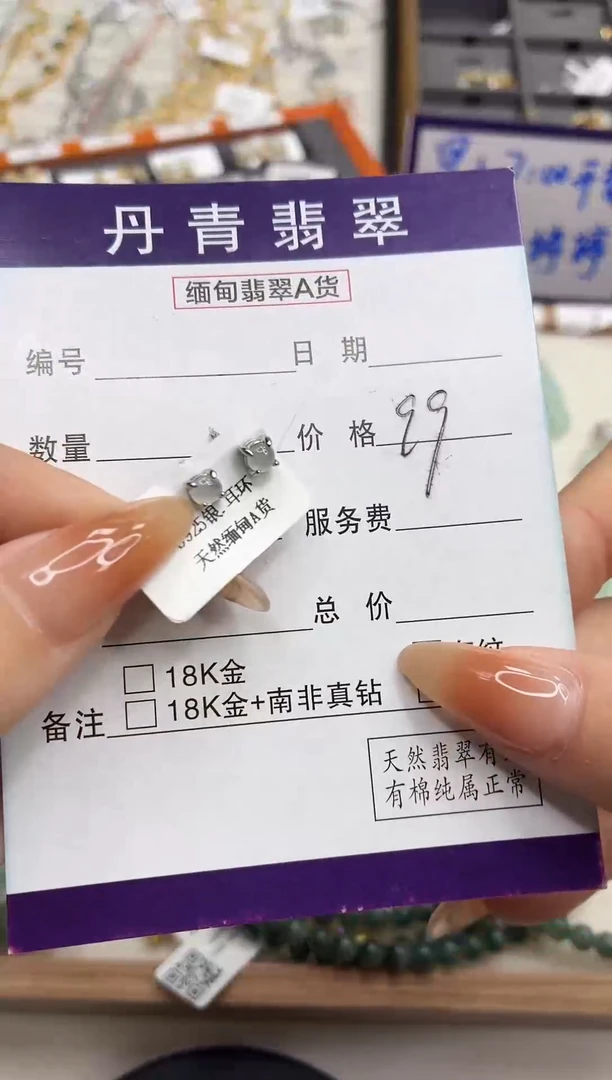 丹青翡翠
缅甸翡翠A货
编号 日 期
数量 价 格 99
925银 耳环
天然缅甸A货
服务费
总 价
18K金
18K金+南非真钻
备注
天然翡翠有
有棉纯属正常